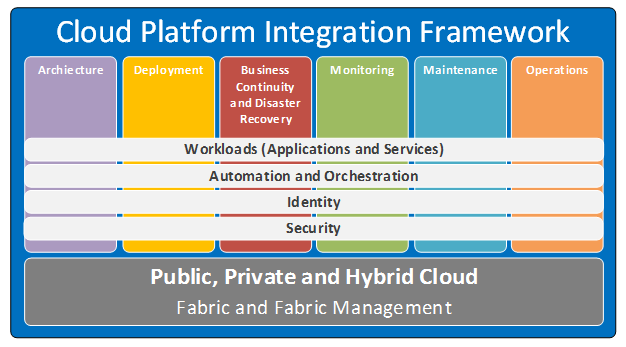 Cloud Platform Integration Framework
Archiecture
Deployment
Business
Continuity
and Disaster
Recovery
Monitoring
Maintenance
Operations
Workloads (Applications and Services)
Automation and Orchestration
Identity
Security
Public, Private and Hybrid Cloud
Fabric and Fabric Management